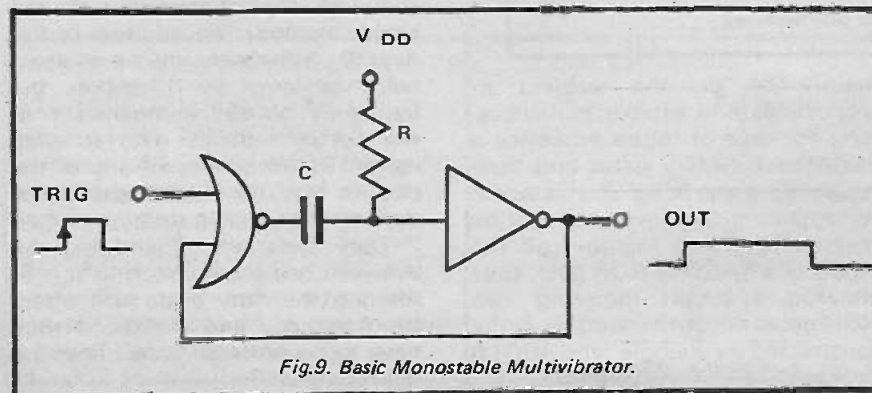 V DD
R
C
TRIG
OUT
Fig.9. Basic Monostable Multivibrator.